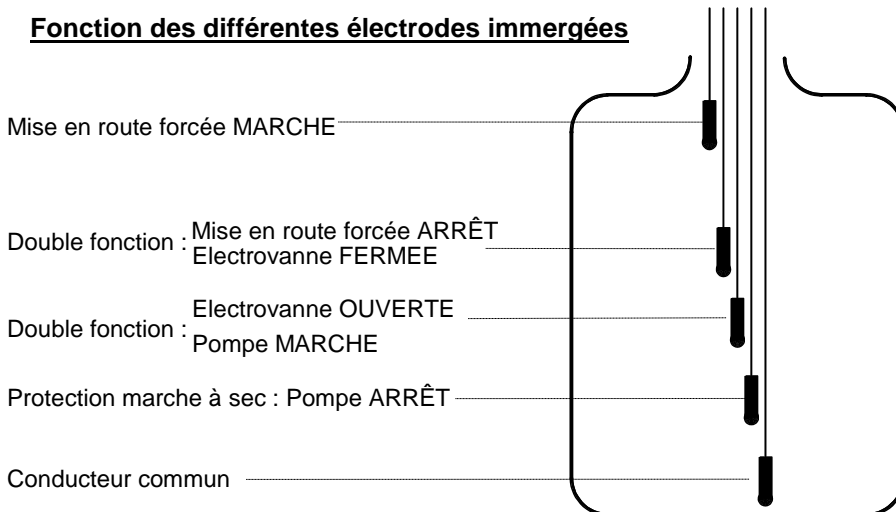 Fonction des différentes électrodes immergées
Mise en route forcée MARCHE
Double fonction : Mise en route forcée ARRÊT
Electrovanne FERMEE
Double fonction : Electrovanne OUVERTE
Pompe MARCHE
Protection marche à sec : Pompe ARRÊT
Conducteur commun